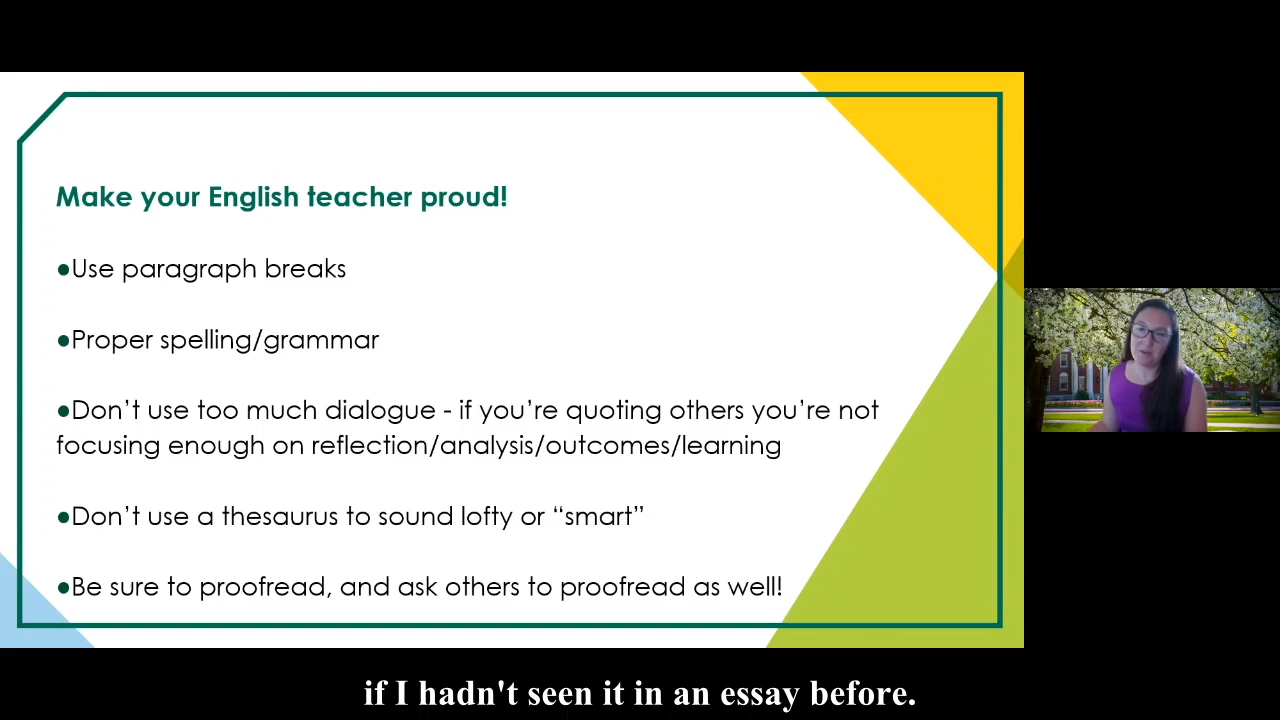 Make your English teacher proud!
●Use paragraph breaks
●Proper spelling/grammar
●Don’t use too much dialogue - if you’re quoting others you’re not
focusing enough on reflection/analysis/outcomes/learning
●Don’t use a thesaurus to sound lofty or “smart”
●Be sure to proofread, and ask others to proofread as well!
if I hadn't seen it in an essay before.